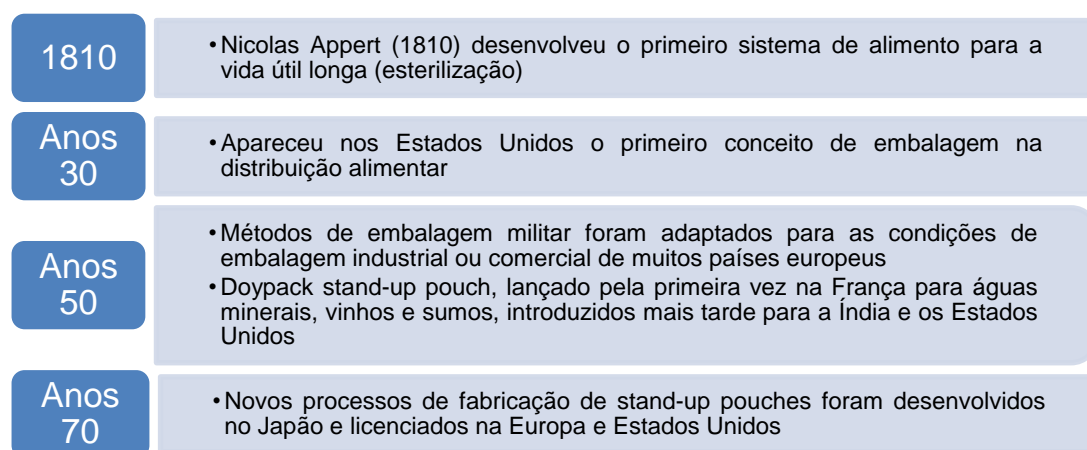 1810
•Nicolas Appert (1810) desenvolveu o primeiro sistema de alimento para a
vida útil longa (esterilização)
Anos
30
•Apareceu nos Estados Unidos o primeiro conceito de embalagem na
distribuição alimentar
Anos
50
•Métodos de embalagem militar foram adaptados para as condições de
embalagem industrial ou comercial de muitos países europeus
•Doypack stand-up pouch, lançado pela primeira vez na França para águas
minerais, vinhos e sumos, introduzidos mais tarde para a Índia e os Estados
Unidos
Anos
70
•Novos processos de fabricação de stand-up pouches foram desenvolvidos
no Japão e licenciados na Europa e Estados Unidos